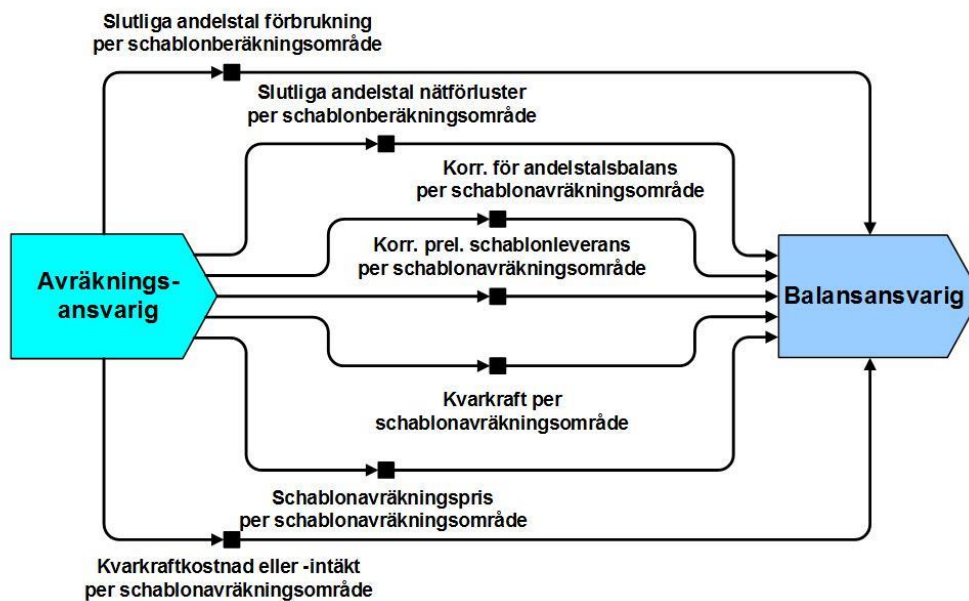 Slutliga andelstal förbrukning
per schablonberäkningsområde
Slutliga andelstal nätförluster
per schablonberäkningsområde
Korr. för andelstalsbalans
per schablonavräkningsområde
Korr. prel. schablonleverans
per schablonavräkningsområde
Avräknings-
ansvarig
Balansansvarig
Kvarkraft per
schablonavräkningsområde
Schablonavräkningspris
per schablonavräkningsområde
Kvarkraftkostnad eller -intäkt
per schablonavräkningsområde